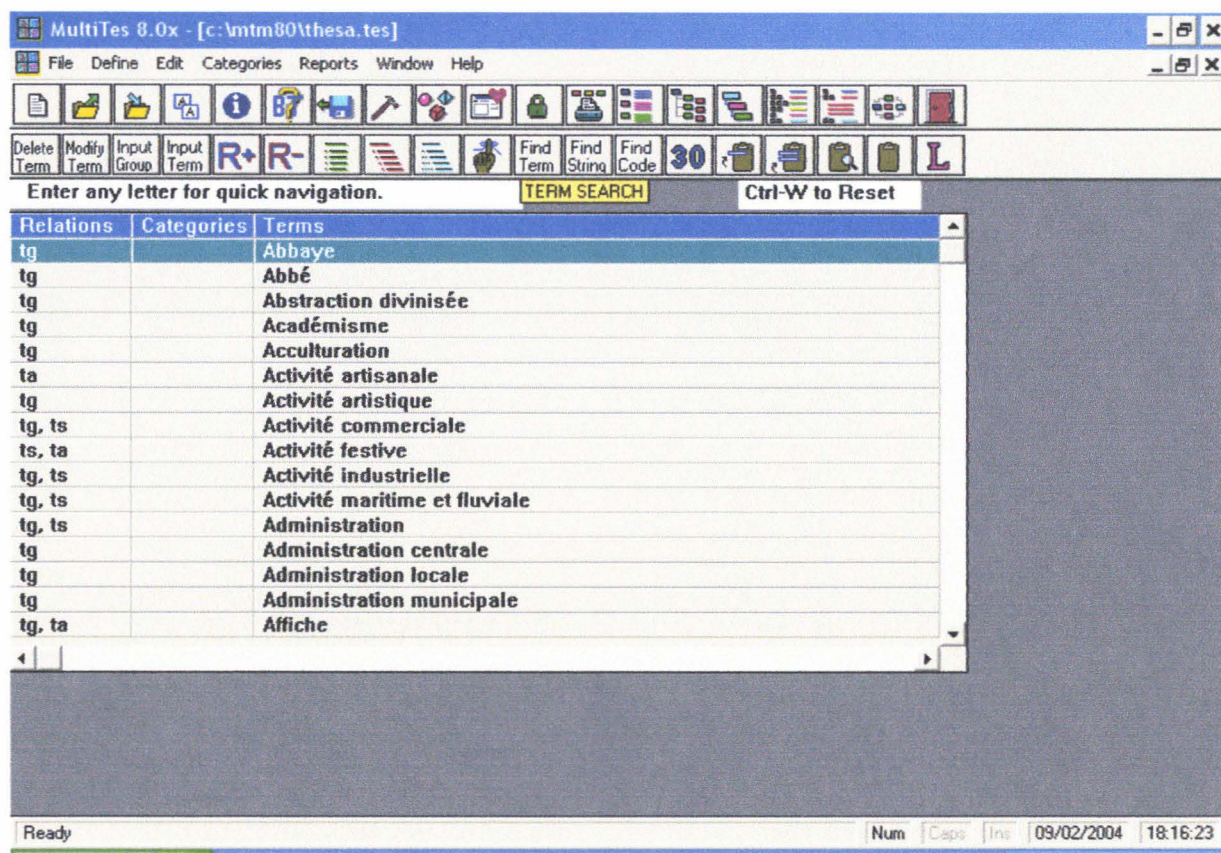 MultiTes 8.0x - [c:\mtm80\thesa.tes]
File Define Edit Categories Reports Window Help
Delete Term Modify Term Input Group Input Term R+ R- Find Term Find String Find Code 30 L
Enter any letter for quick navigation. TERM SEARCH Ctrl-W to Reset
Relations Categories Terms
tg Abbaye
tg Abbé
tg Abstraction divinisée
tg Académisme
tg Acculturation
ta Activité artisanale
tg Activité artistique
tg, ts Activité commerciale
ts, ta Activité festive
tg, ts Activité industrielle
tg, ts Activité maritime et fluviale
tg, ts Administration
tg Administration centrale
tg Administration locale
tg Administration municipale
tg, ta Affiche
Ready Num Caps Ins 09/02/2004 18:16:23